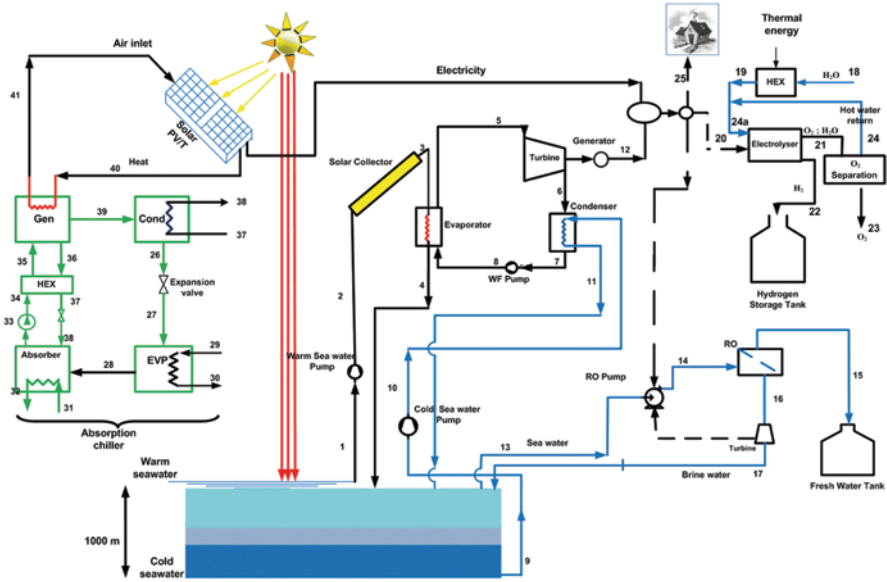 Air inlet
41
Solar
PV/T
Electricity
40
Heat
Gen
39
Cond
38
37
35
36
HEX
34
37
33
38
Absorber
32
31
26
Expansion
valve
27
28
EVP
29
30
Absorption
chiller
Solar Collector
3
2
Warm Sea water
Pump
1
Evaporator
4
5
Turbine
Generator
12
6
Condenser
7
8
WF Pump
11
10
Cold Sea water
Pump
25
20
Thermal
energy
19
HEX
H₂O
18
Hot water
return
24a
Electrolyser
O₂ ; H₂O
21
24
O₂
Separation
H₂
22
23
O₂
Hydrogen
Storage Tank
RO Pump
14
RO
15
16
Turbine
17
13
Sea water
Brine water
Fresh Water Tank
Warm
seawater
1000 m
Cold
seawater
9